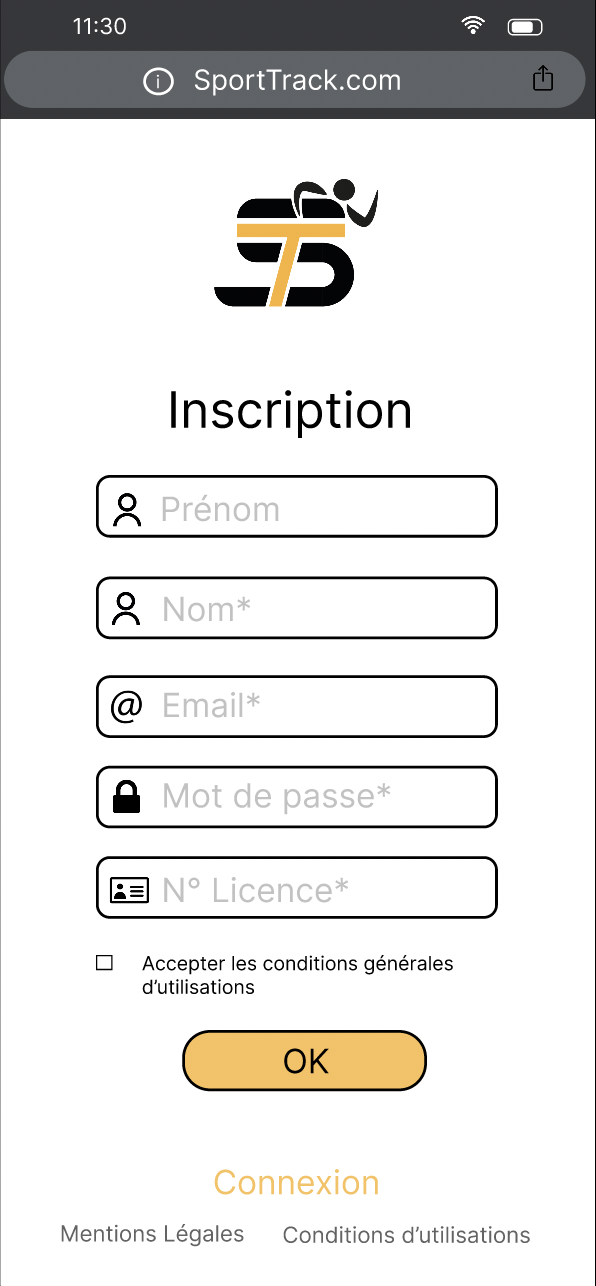 11:30
SportTrack.com
ST
Inscription
Prénom
Nom*
@ Email*
Mot de passe*
N° Licence*
Accepter les conditions générales
d’utilisations
OK
Connexion
Mentions Légales Conditions d’utilisations